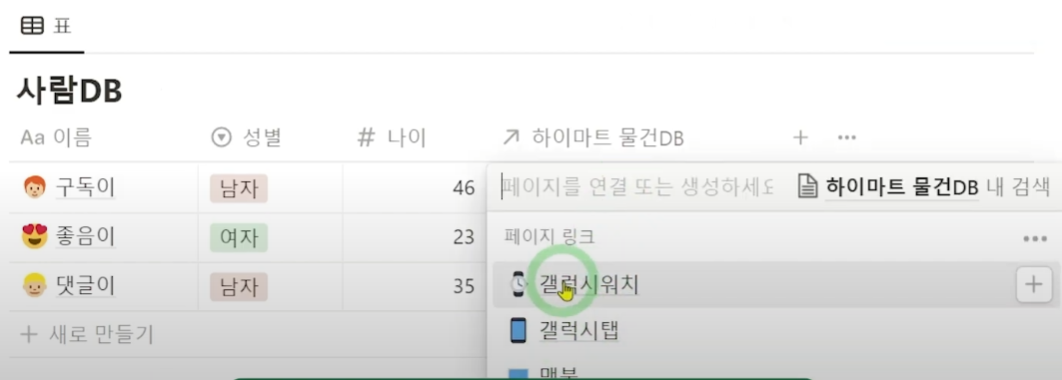 표
사람DB
Aa 이름 성별 # 나이 하이마트 물건DB + ...
구독이 남자 46 페이지를 연결 또는 생성하세요 하이마트 물건DB 내 검색
좋음이 여자 23 페이지 링크 ...
댓글이 남자 35 갤럭시워치 +
+ 새로 만들기 갤럭시탭
맥북